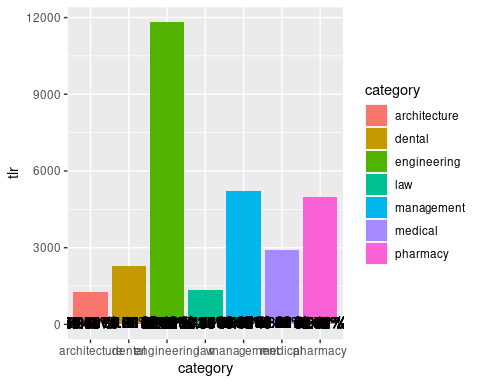 12000
category
architecture
dental
9000
engineering
tlr
law
6000
management
medical
pharmacy
3000
0
architecture dental engineering law management medical pharmacy
category